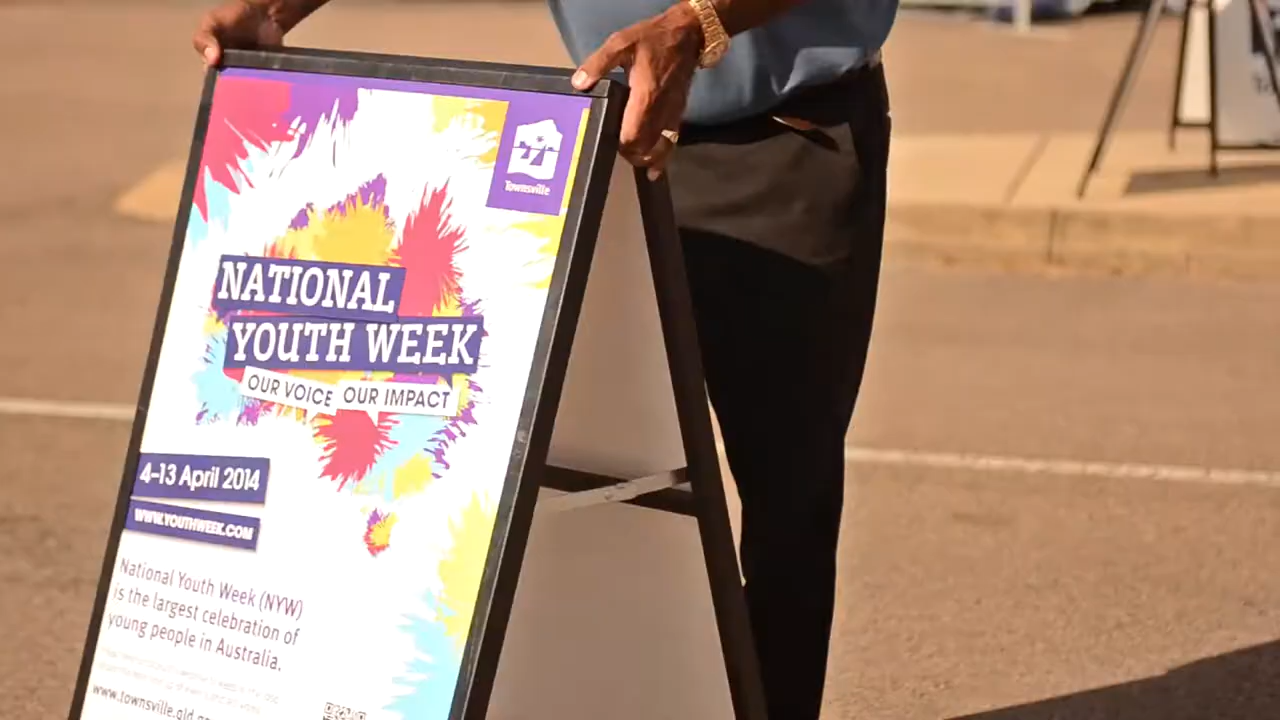 Townsville
NATIONAL
YOUTH WEEK
OUR VOICE OUR IMPACT
4-13 April 2014
WWW.YOUTHWEEK.COM
National Youth Week (NYW)
is the largest celebration of
young people in Australia.
www.townsville.qld.go